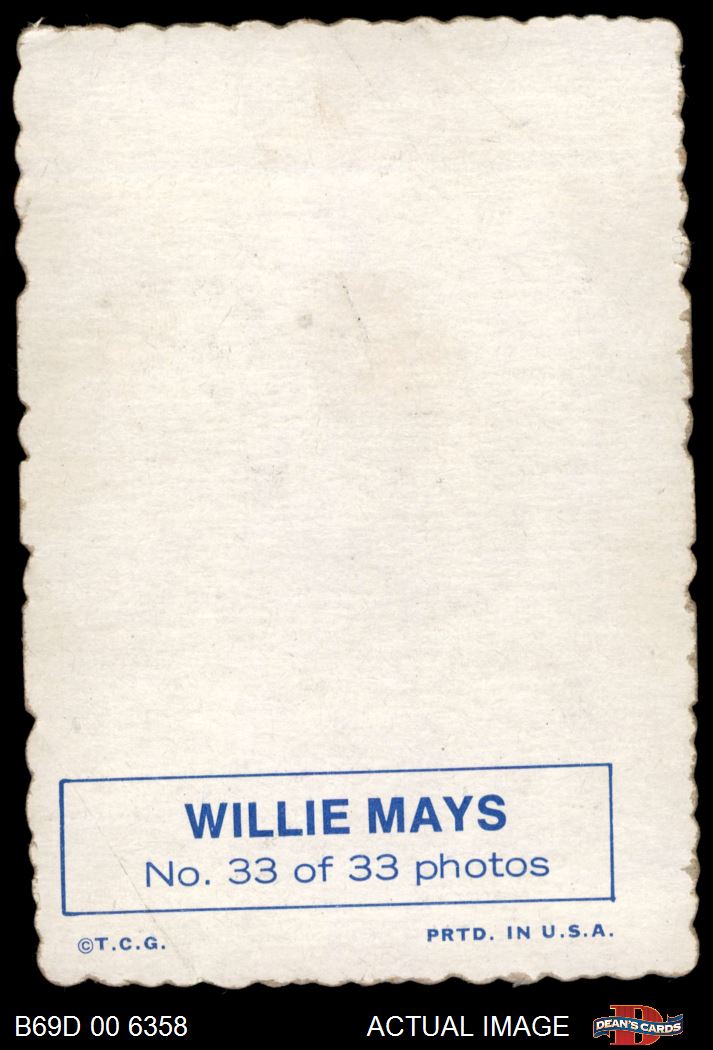 WILLIE MAYS
No. 33 of 33 photos
©T.C.G.
PRTD. IN U.S.A.
B69D 00 6358
ACTUAL IMAGE
B
DEAN'S CARDS